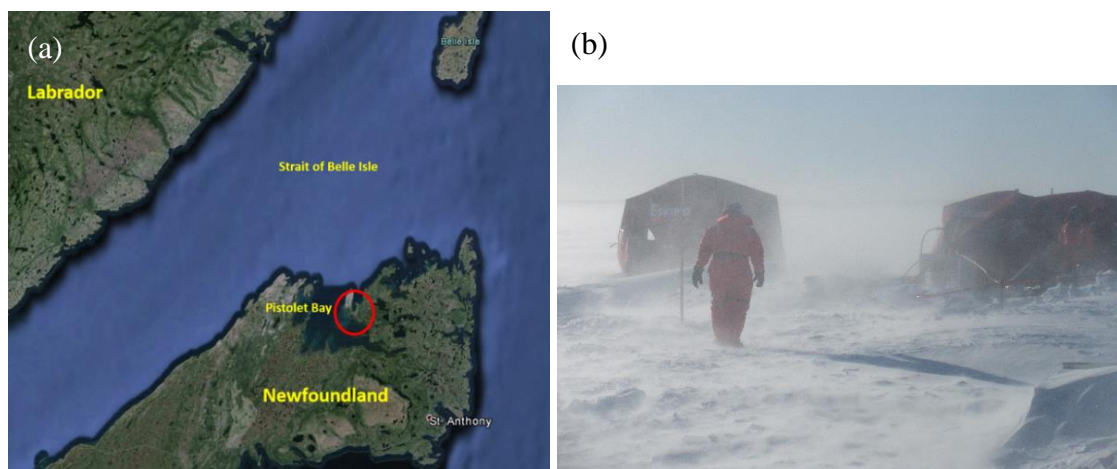 (a)
Belle Isle
Labrador
Strait of Belle Isle
Pistolet Bay
Newfoundland
St. Anthony
(b)